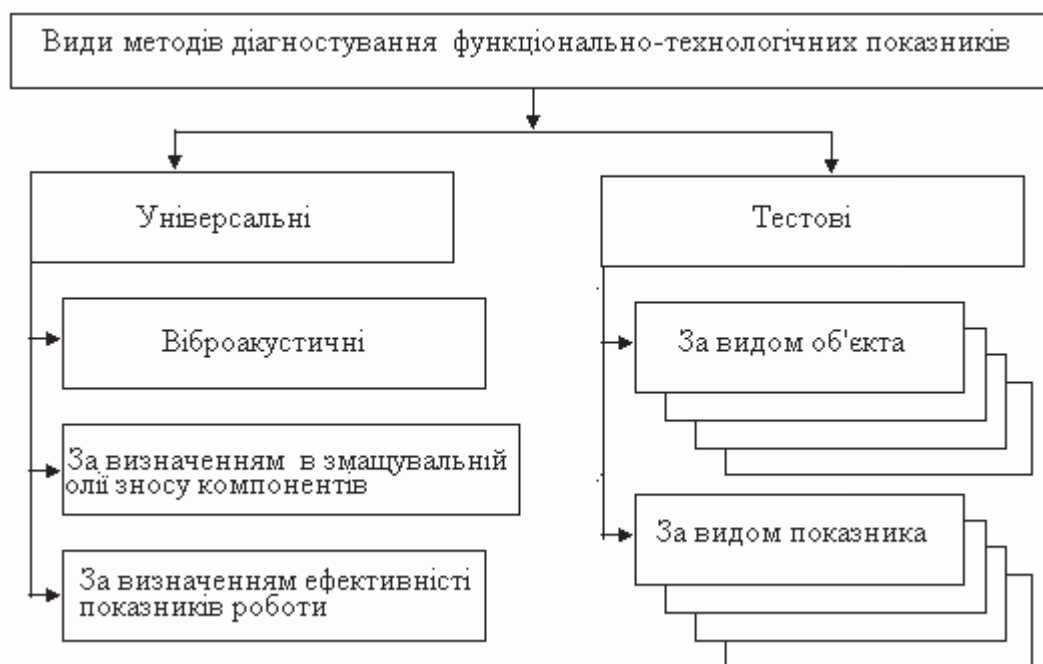 Види методів діагностування функціонально-технологічних показників
Універсальні
Тестові
Віброакустичні
За визначенням в змащувальній
олії зносу компонентів
За визначенням ефективністі
показників роботи
За видом об'єкта
За видом показника